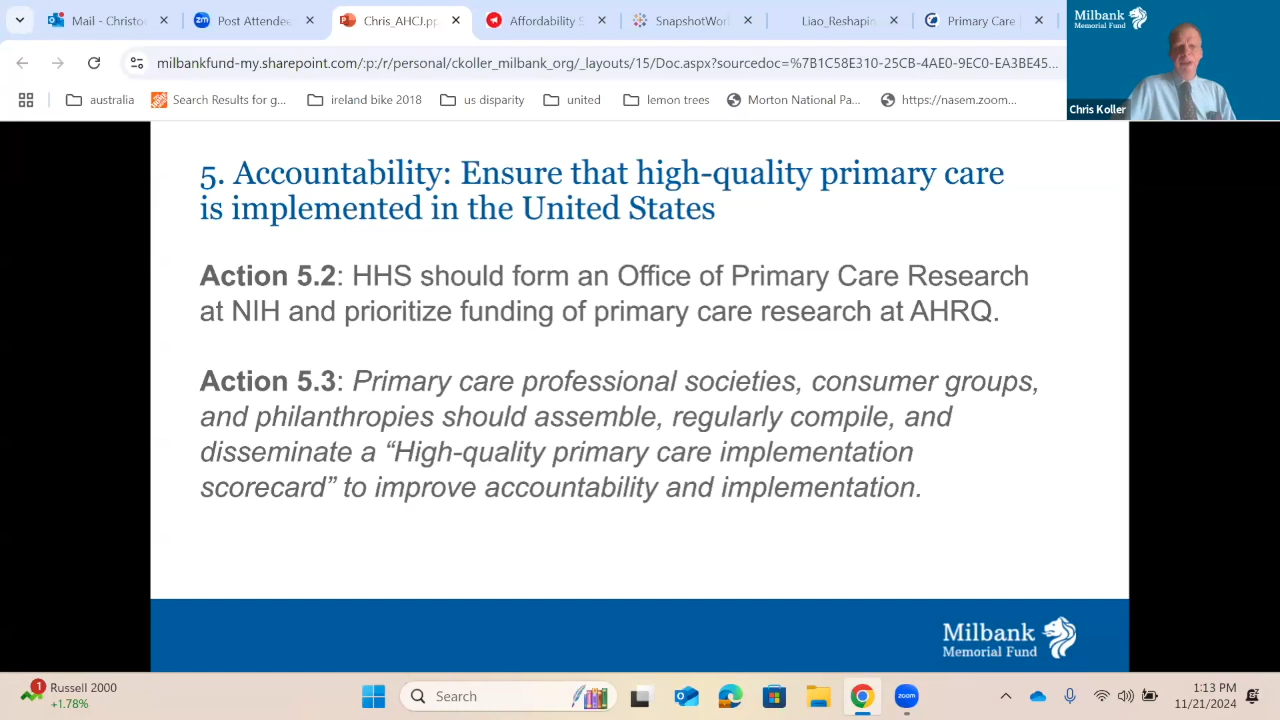 Mail - Christo
Post Attende
Chris_AHCJ.pp
Affordability S
SnapshotWor
Liao_Reshapin
Primary Care
milbankfund-my.sharepoint.com/:p:/r/personal/ckoller_milbank_org/_layouts/15/Doc.aspx?sourcedoc=%7B1C58E310-25CB-4AE0-9EC0-EA3BE45...
australia
Search Results for g...
ireland bike 2018
us disparity
united
lemon trees
Morton National Pa...
https://nasem.zoom...
Milbank
Memorial Fund
Chris Koller
5. Accountability: Ensure that high-quality primary care
is implemented in the United States
Action 5.2: HHS should form an Office of Primary Care Research
at NIH and prioritize funding of primary care research at AHRQ.
Action 5.3: Primary care professional societies, consumer groups,
and philanthropies should assemble, regularly compile, and
disseminate a “High-quality primary care implementation
scorecard” to improve accountability and implementation.
Milbank
Memorial Fund
1
Russell 2000
+1.78%
Search
zoom
1:13 PM
11/21/2024